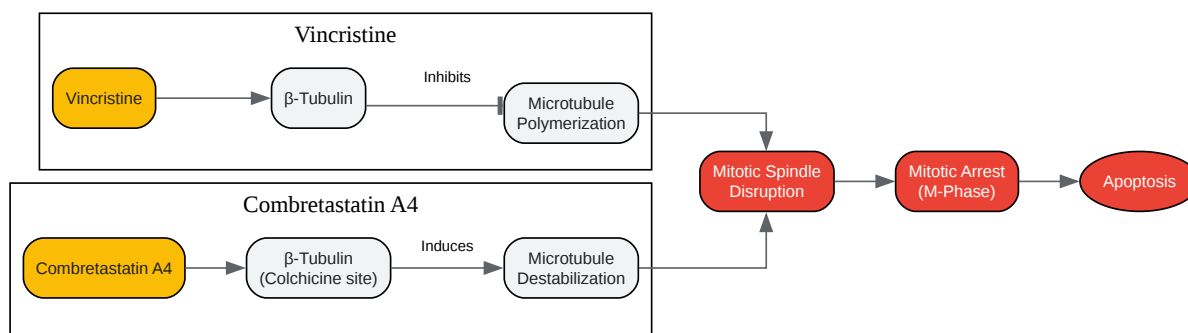 Vincristine
Vincristine
β-Tubulin
Inhibits
Microtubule
Polymerization
Combretastatin A4
Combretastatin A4
β-Tubulin
(Colchicine site)
Induces
Microtubule
Destabilization
Mitotic Spindle
Disruption
Mitotic Arrest
(M-Phase)
Apoptosis